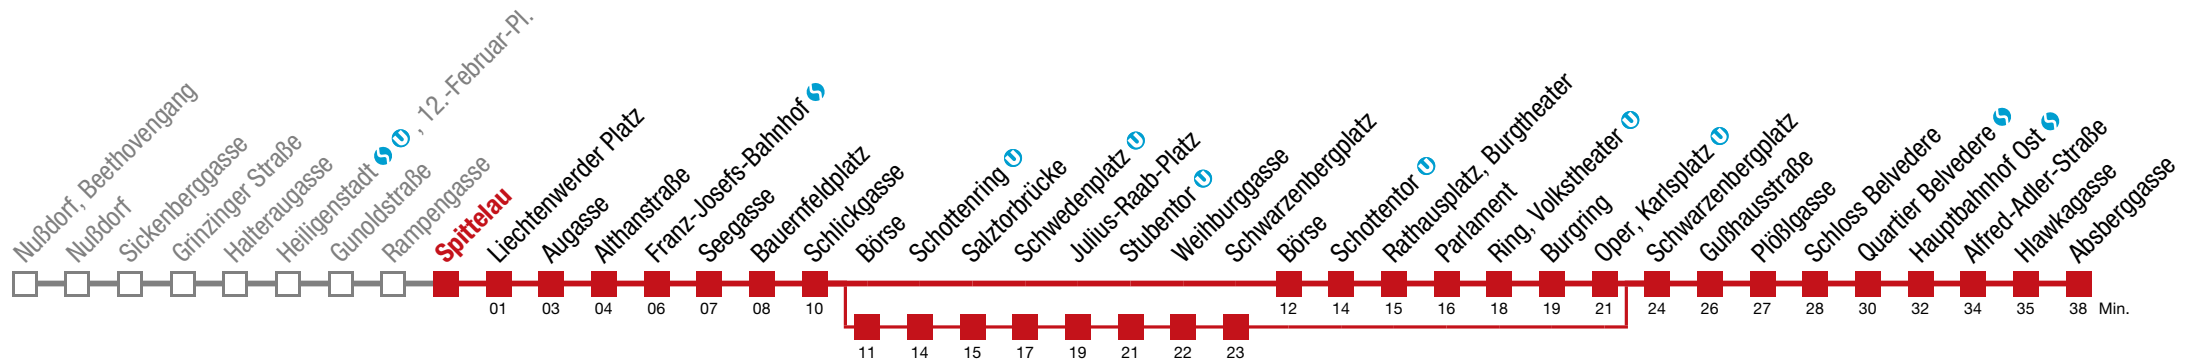 Nußdorf, Beethovengang
Nußdorf
Sickenberggasse
Grinzinger Straße
Halteraugasse
Heiligenstadt S U , 12.-Februar-Pl.
Gunoldstraße
Rampengasse
Spittelau
Liechtenwerder Platz
Augasse
Althanstraße
Franz-Josefs-Bahnhof S
Seegasse
Bauernfeldplatz
Schlickgasse
Börse
Schottenring U
Salztorbrücke
Schwedenplatz U
Julius-Raab-Platz
Stubentor U
Weihburggasse
Schwarzenbergplatz
Börse
Schottentor U
Rathausplatz, Burgtheater
Parlament
Ring, Volkstheater U
Burgring
Oper, Karlsplatz U
Schwarzenbergplatz
Gußhausstraße
Plößlgasse
Schloss Belvedere
Quartier Belvedere S
Hauptbahnhof Ost S
Alfred-Adler-Straße
Hlawkagasse
Absberggasse
01 03 04 06 07 08 10 12 14 15 16 18 19 21 24 26 27 28 30 32 34 35 38 Min.
11 14 15 17 19 21 22 23